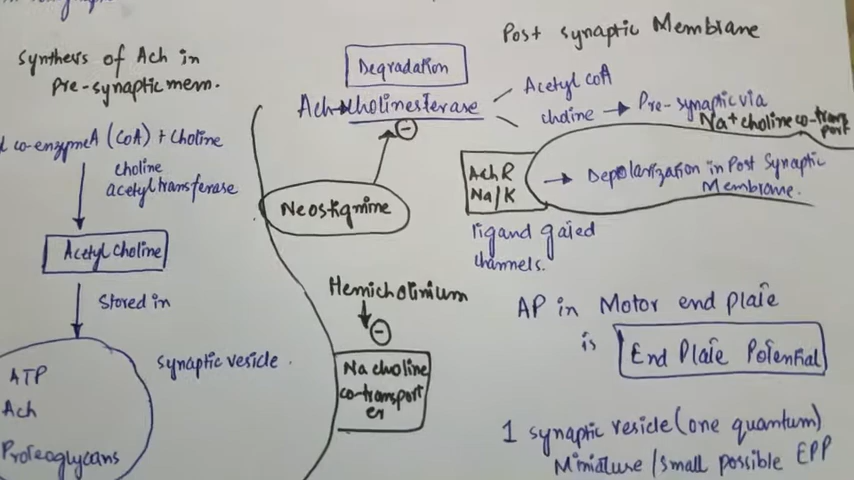 Synthesis of Ach in
Pre-synaptic mem.
co-enzymeA (CoA) + Choline
choline
acetyltransferase
Acetyl choline
Stored in
synaptic vesicle
ATP
Ach
Proteoglycans
Post synaptic Membrane
Degradation
Ach cholinesterase
Acetyl CoA
choline → Pre-synaptic via
Na+ choline co-transport
Neostigmine
AchR
Na/K
→ Depolarization in Post Synaptic
Membrane.
ligand gated
channels.
Hemicholinium
Na choline
co-transport
er
AP in Motor end plate
is End Plate Potential
1 synaptic vesicle (one quantum)
Miniature / small possible EPP